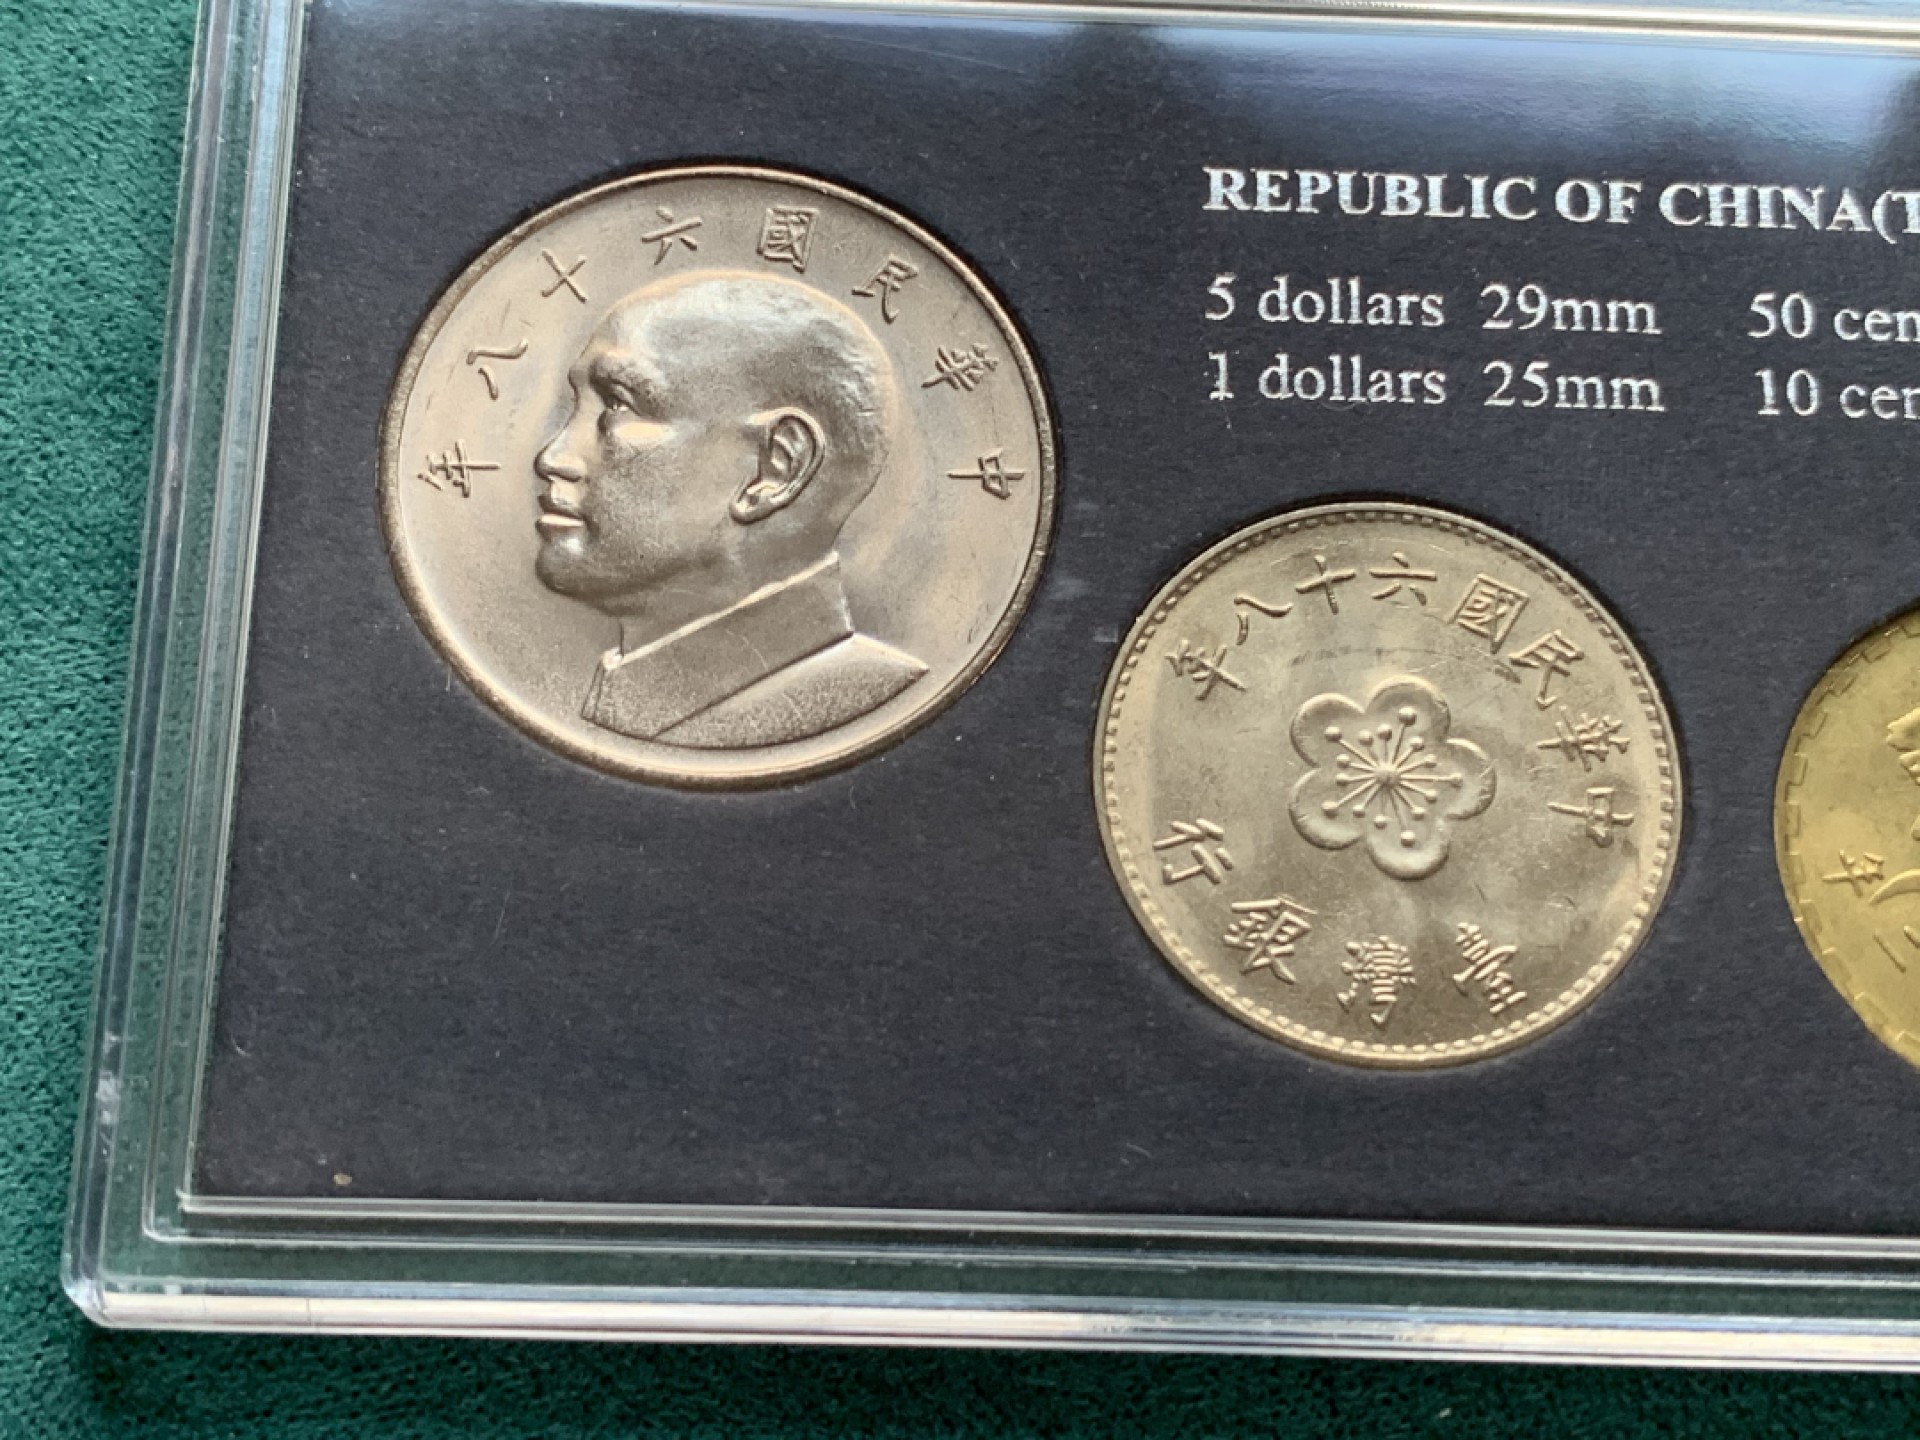 中華民國六十八年
REPUBLIC OF CHINA(T
5 dollars 29mm 50 cen
1 dollars 25mm 10 cen
中華民國六十八年
臺灣銀行
年